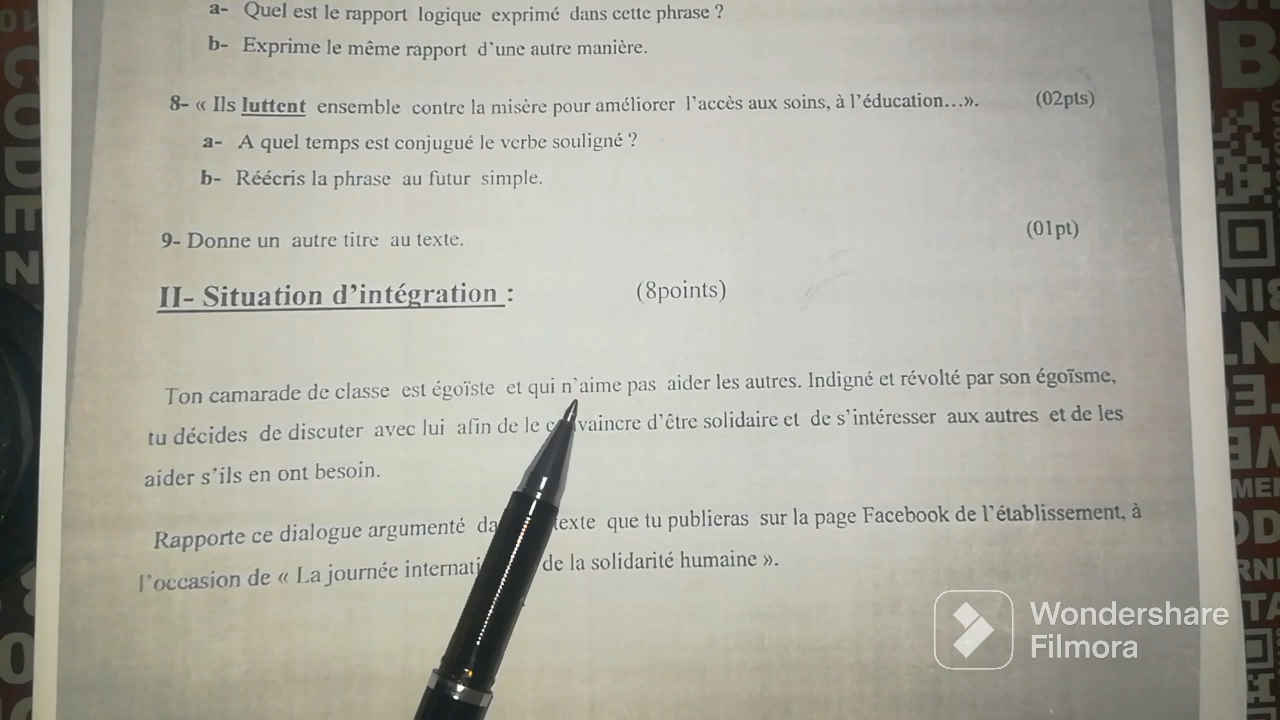 a- Quel est le rapport logique exprimé dans cette phrase ?
b- Exprime le même rapport d'une autre manière.
8- « Ils luttent ensemble contre la misère pour améliorer l'accès aux soins, à l'éducation…». (02pts)
a- A quel temps est conjugué le verbe souligné ?
b- Réécris la phrase au futur simple.
9- Donne un autre titre au texte. (01pt)
II- Situation d'intégration : (8points)
Ton camarade de classe est égoïste et qui n'aime pas aider les autres. Indigné et révolté par son égoïsme,
tu décides de discuter avec lui afin de le c vaincre d'être solidaire et de s'intéresser aux autres et de les
aider s'ils en ont besoin.
Rapporte ce dialogue argumenté da texte que tu publieras sur la page Facebook de l'établissement, à
l'occasion de « La journée internati de la solidarité humaine ».
Wondershare
Filmora
CODE